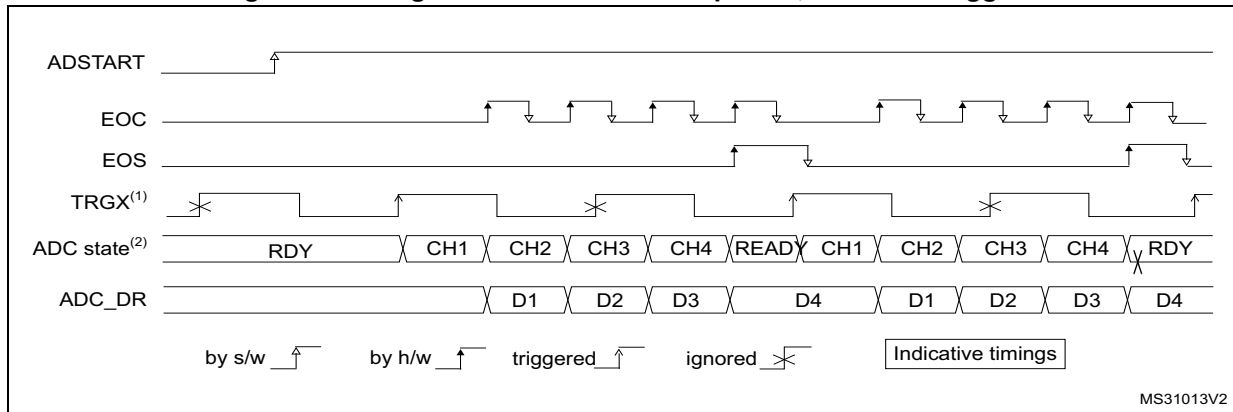 ADSTART
EOC
EOS
TRGX(1)
ADC state(2) RDY CH1 CH2 CH3 CH4 READY CH1 CH2 CH3 CH4 RDY
ADC_DR D1 D2 D3 D4 D1 D2 D3 D4
by s/w by h/w triggered ignored Indicative timings
MS31013V2